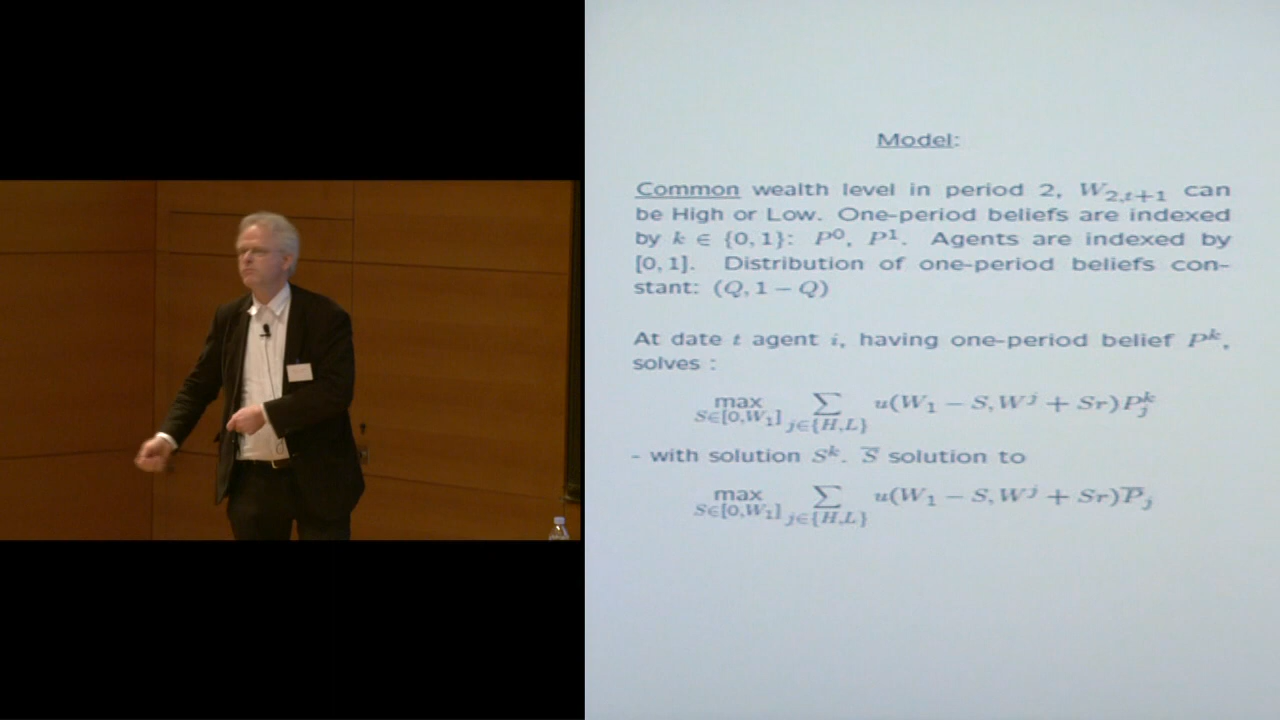 Model:
Common wealth level in period 2, W_{2,t+1} can
be High or Low. One-period beliefs are indexed
by k ∈ {0, 1}: P^0, P^1. Agents are indexed by
[0, 1]. Distribution of one-period beliefs con-
stant: (Q, 1 − Q)
At date t agent i, having one-period belief P^k,
solves :
max_{S∈[0,W_1]} ∑_{j∈{H,L}} u(W_1 − S, W^j + Sr)P_j^k
- with solution S^k. \overline{S} solution to
max_{S∈[0,W_1]} ∑_{j∈{H,L}} u(W_1 − S, W^j + Sr)\overline{P}_j